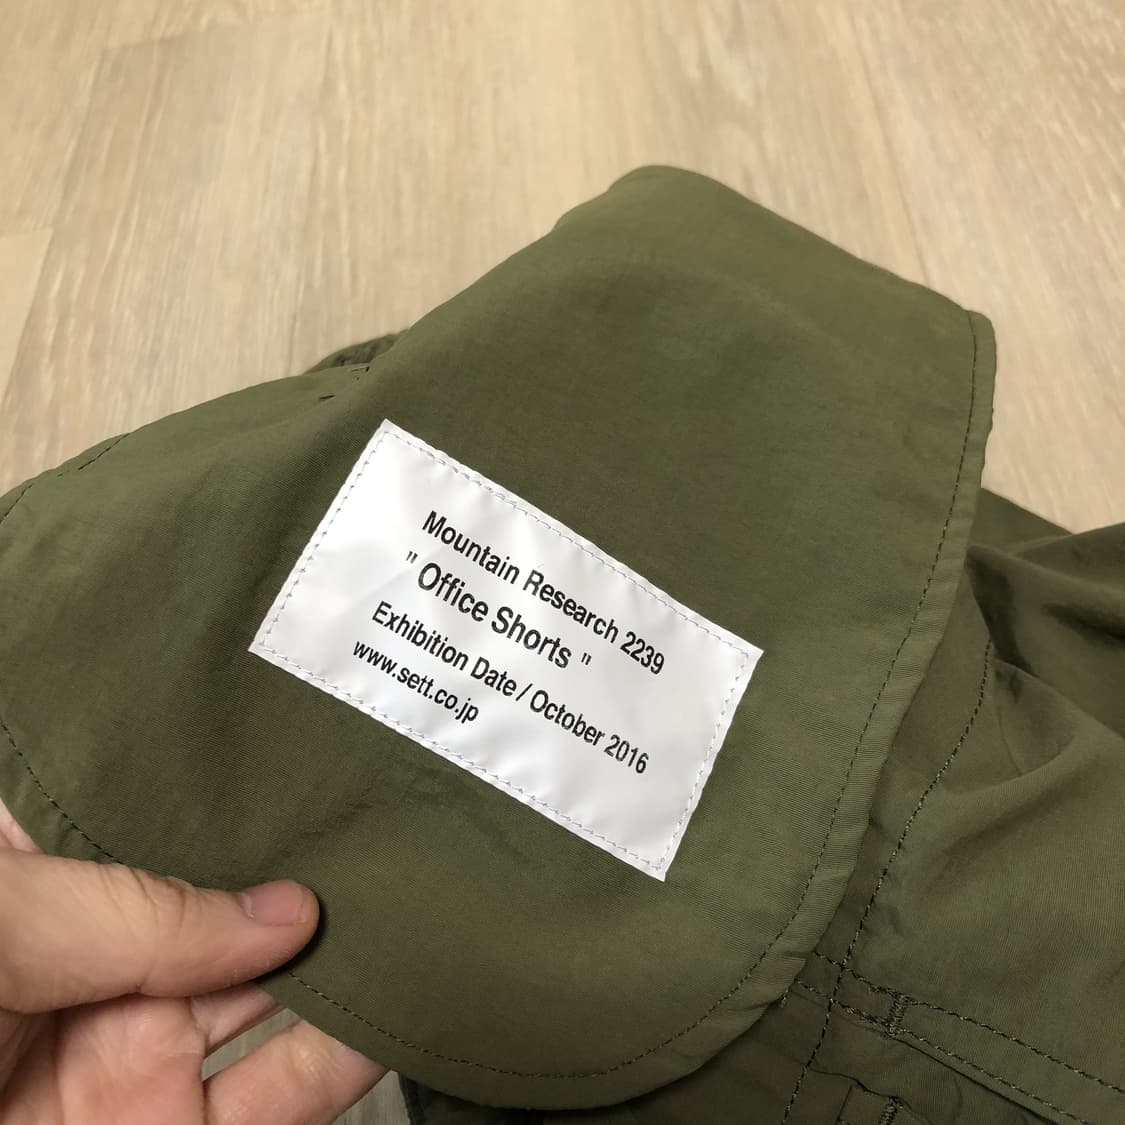 Mountain Research 2239
" Office Shorts "
Exhibition Date / October 2016
www.sett.co.jp